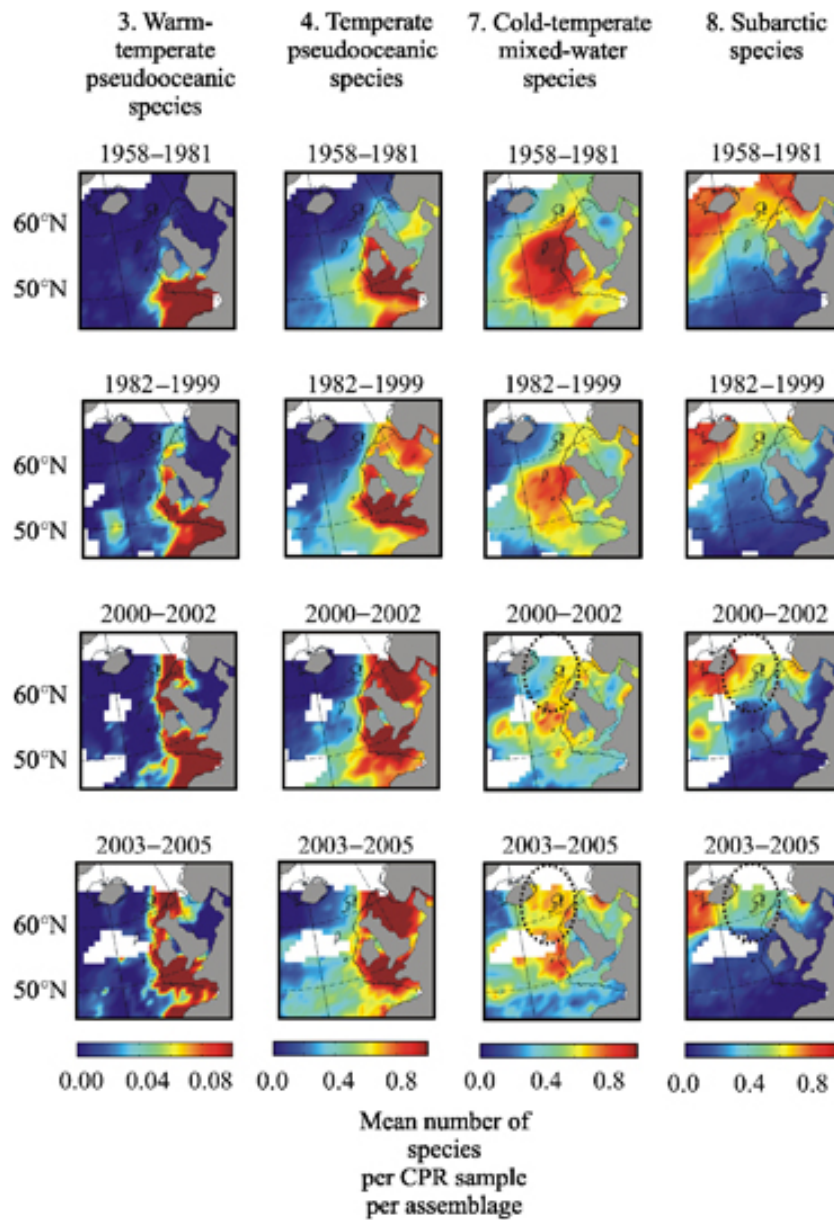 3. Warm-
temperate
pseudooceanic
species
4. Temperate
pseudooceanic
species
7. Cold-temperate
mixed-water
species
8. Subarctic
species
1958–1981
1958–1981
1958–1981
1958–1981
60°N
50°N
1982–1999
1982–1999
1982–1999
1982–1999
60°N
50°N
2000–2002
2000–2002
2000–2002
2000–2002
60°N
50°N
2003–2005
2003–2005
2003–2005
2003–2005
60°N
50°N
0.00 0.04 0.08
0.0 0.4 0.8
0.0 0.4 0.8
0.0 0.4 0.8
Mean number of
species
per CPR sample
per assemblage